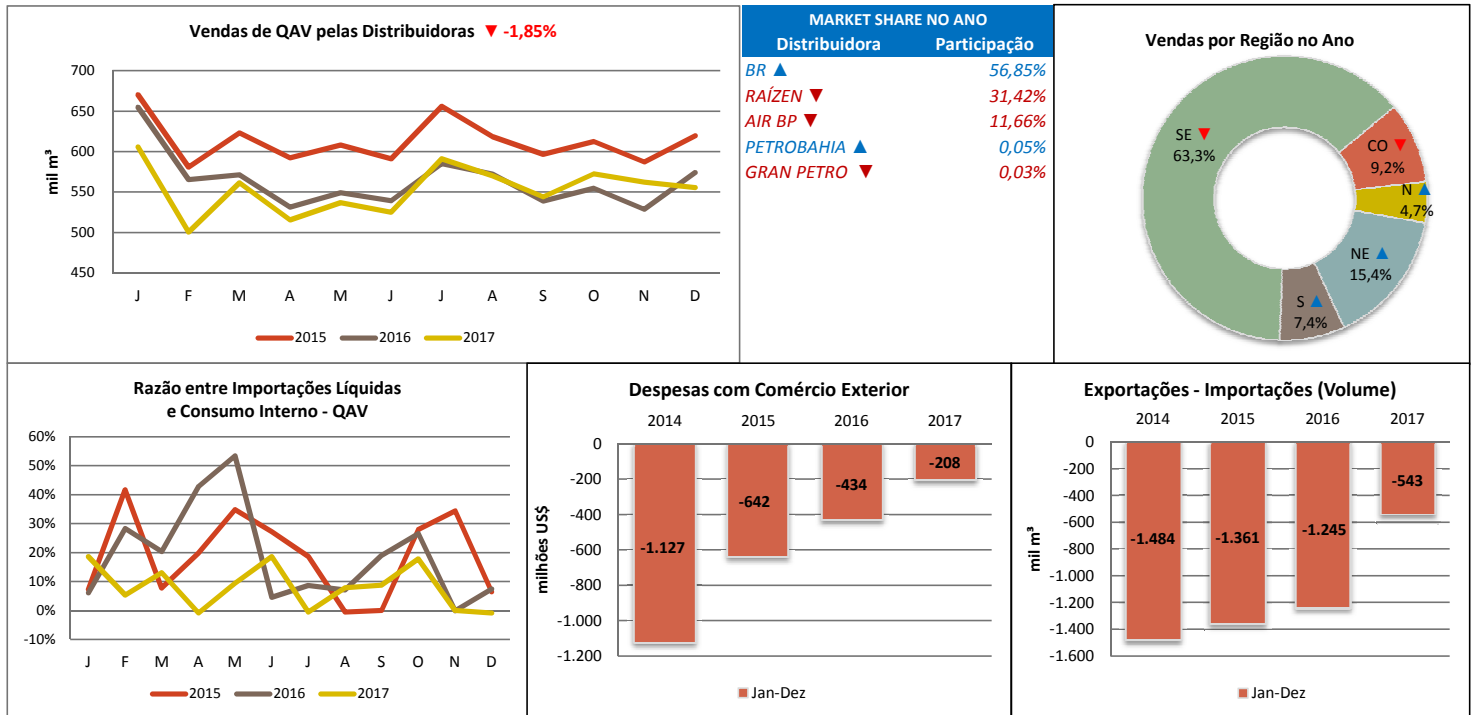 Vendas de QAV pelas Distribuidoras ▼ -1,85%
700
650
600
550
500
450
mil m³
J F M A M J J A S O N D
2015 2016 2017
MARKET SHARE NO ANO
Distribuidora Participação
BR ▲ 56,85%
RAÍZEN ▼ 31,42%
AIR BP ▼ 11,66%
PETROBAHIA ▲ 0,05%
GRAN PETRO ▼ 0,03%
Vendas por Região no Ano
SE ▼
63,3%
CO ▼
9,2%
N ▲
4,7%
NE ▲
15,4%
S ▲
7,4%
Razão entre Importações Líquidas
e Consumo Interno - QAV
60%
50%
40%
30%
20%
10%
0%
-10%
J F M A M J J A S O N D
2015 2016 2017
Despesas com Comércio Exterior
2014 2015 2016 2017
0
-200
-400
-600
-800
-1.000
-1.200
milhões US$
-1.127
-642
-434
-208
Jan-Dez
Exportações - Importações (Volume)
2014 2015 2016 2017
0
-200
-400
-600
-800
-1.000
-1.200
-1.400
-1.600
mil m³
-1.484
-1.361
-1.245
-543
Jan-Dez